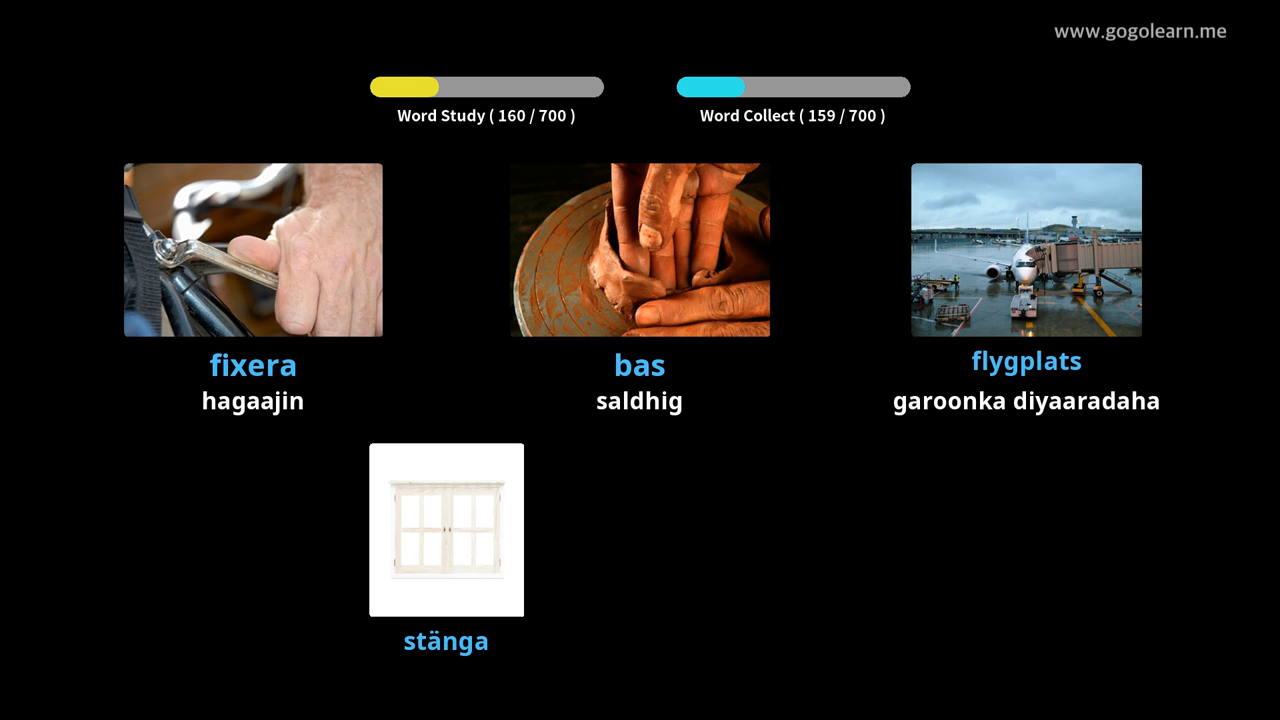 www.gogolearn.me
Word Study ( 160 / 700 )
Word Collect ( 159 / 700 )
fixera
hagaajin
bas
saldhig
flygplats
garoonka diyaaradaha
stänga